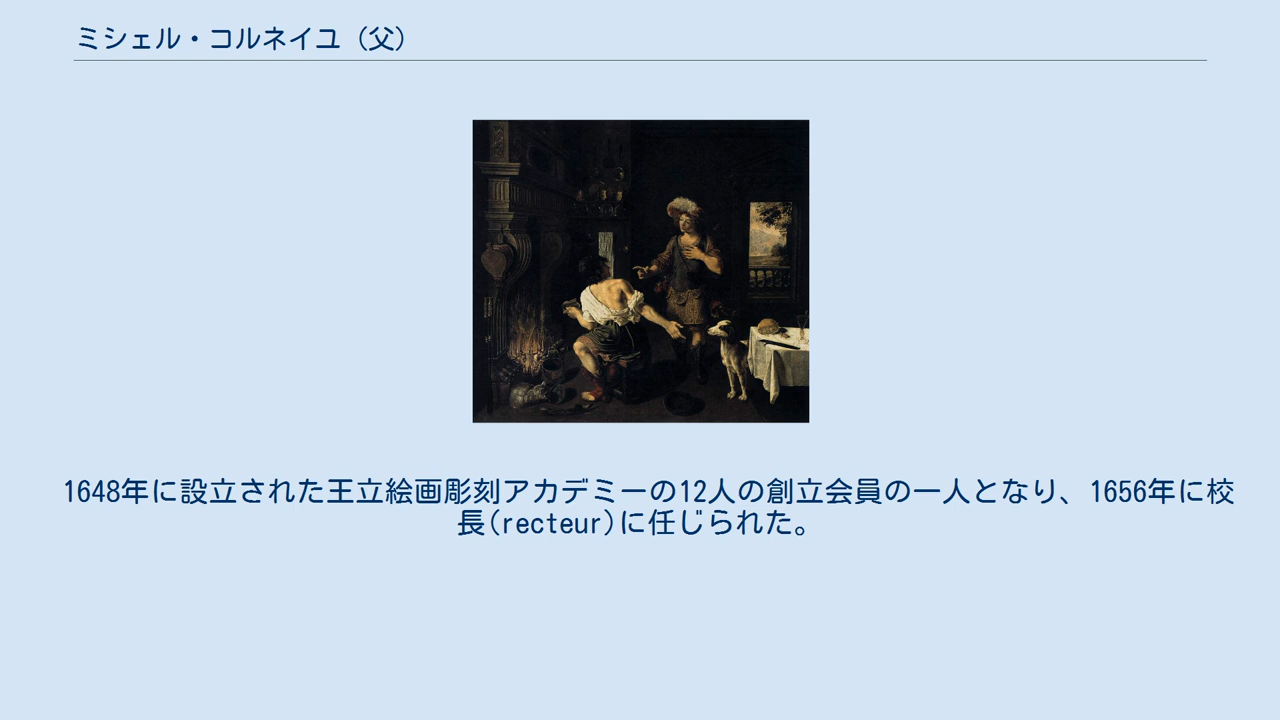 ミシェル・コルネイユ（父）
1648年に設立された王立絵画彫刻アカデミーの12人の創立会員の一人となり、1656年に校
長(recteur)に任じられた。